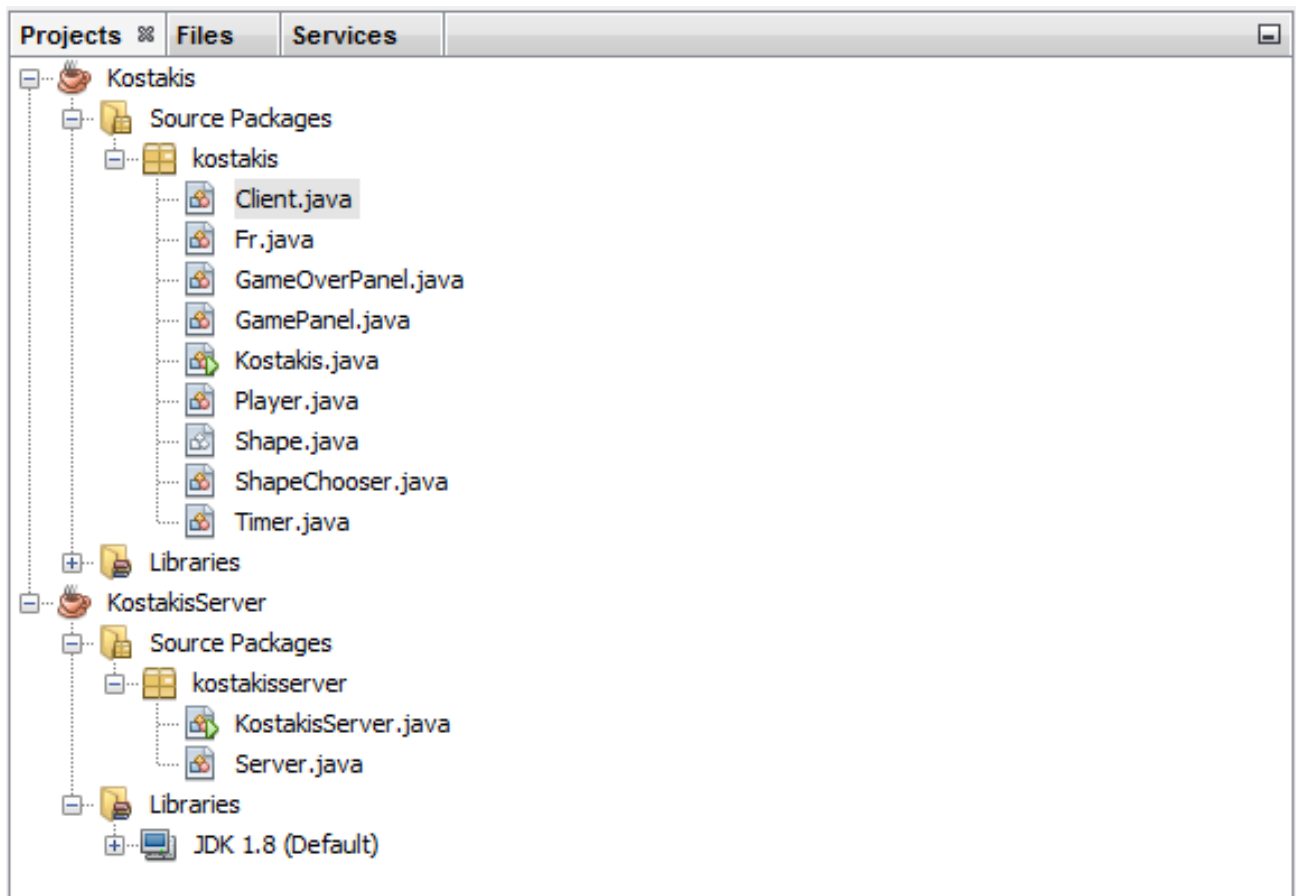 Projects Files Services
Kostakis
Source Packages
kostakis
Client.java
Fr.java
GameOverPanel.java
GamePanel.java
Kostakis.java
Player.java
Shape.java
ShapeChooser.java
Timer.java
Libraries
KostakisServer
Source Packages
kostakisserver
KostakisServer.java
Server.java
Libraries
JDK 1.8 (Default)